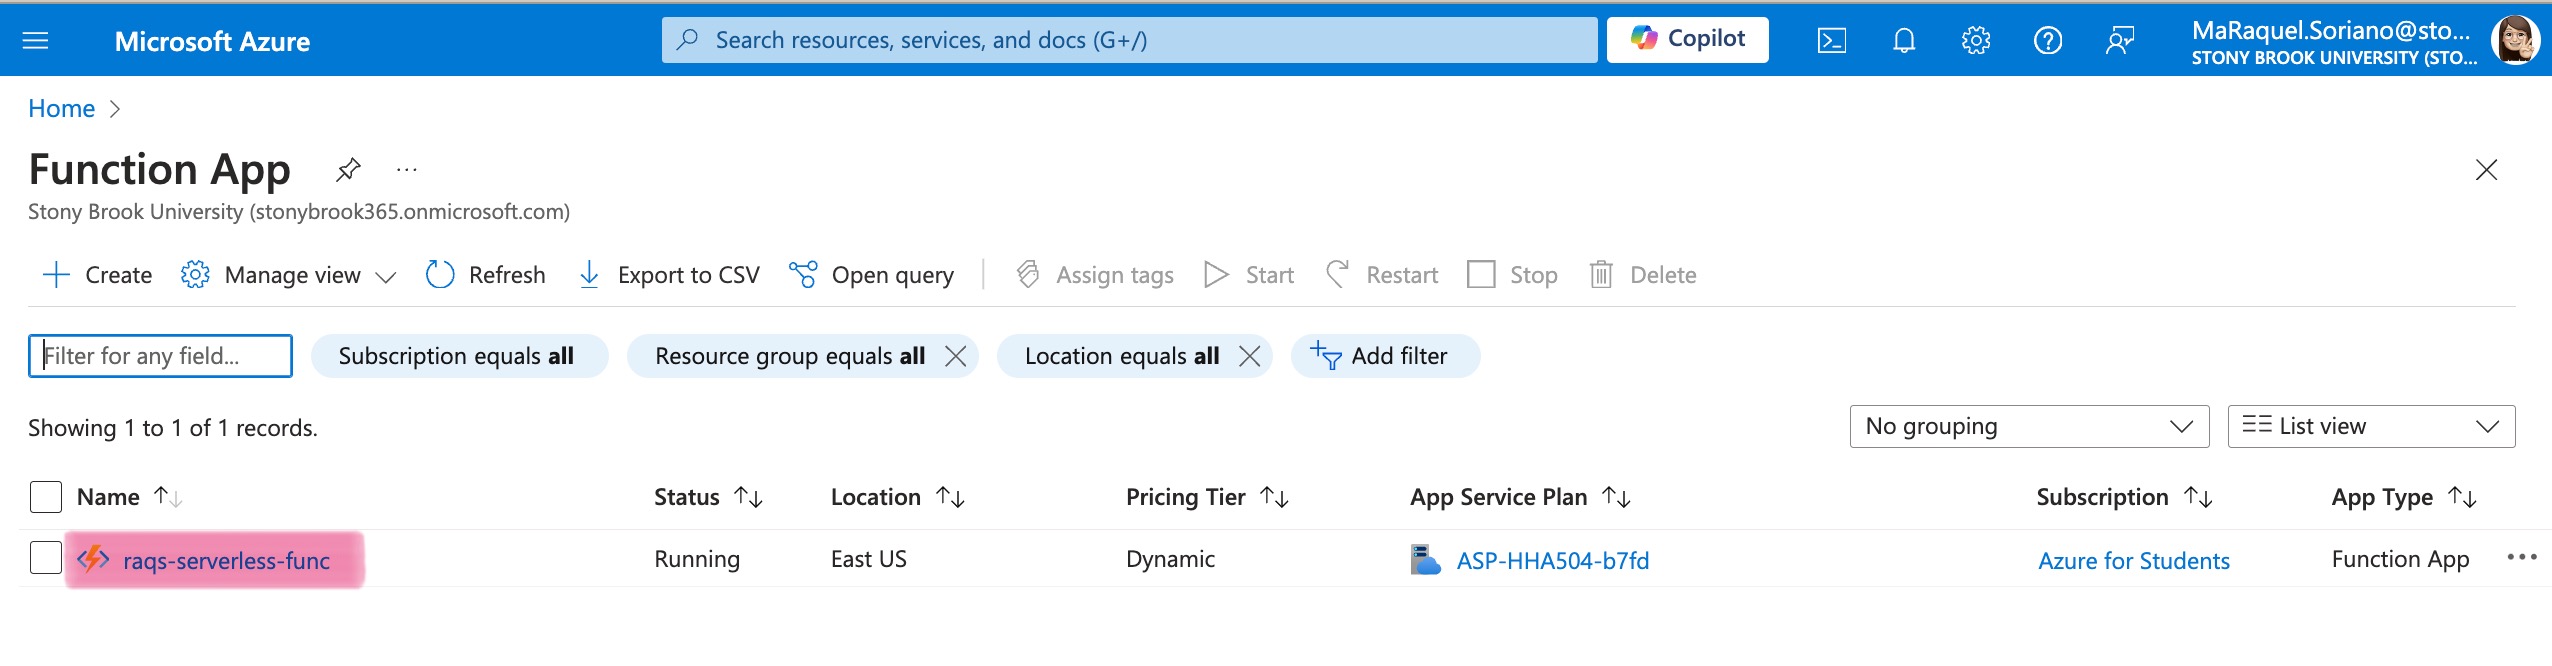 Microsoft Azure
Search resources, services, and docs (G+/)
Copilot
MaRaquel.Soriano@sto...
STONY BROOK UNIVERSITY (STO...
Home
Function App
Stony Brook University (stonybrook365.onmicrosoft.com)
Create Manage view Refresh Export to CSV Open query Assign tags Start Restart Stop Delete
Filter for any field... Subscription equals all Resource group equals all Location equals all Add filter
Showing 1 to 1 of 1 records. No grouping List view
Name Status Location Pricing Tier App Service Plan Subscription App Type
raqs-serverless-func Running East US Dynamic ASP-HHA504-b7fd Azure for Students Function App